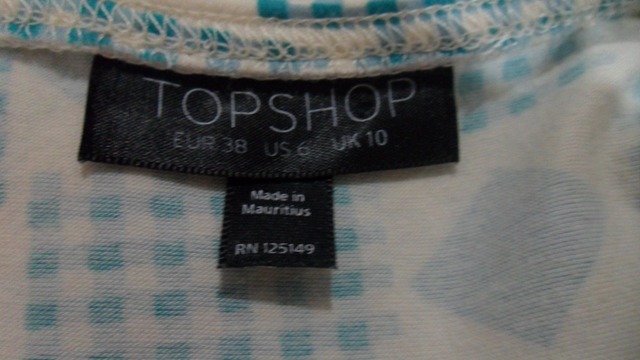 TOPSHOP
EUR 38 US 6 UK 10
Made in
Mauritius
RN 125149